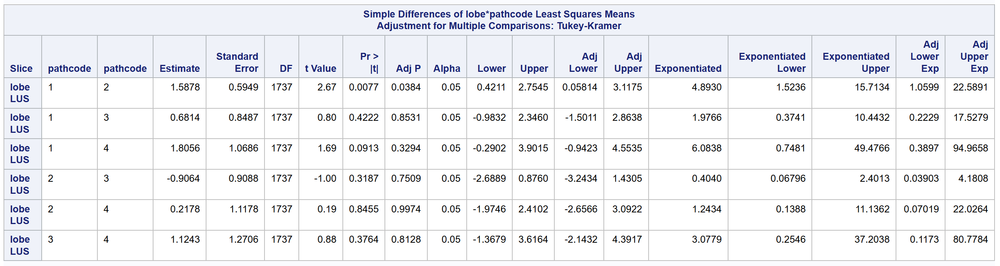 Simple Differences of lobe*pathcode Least Squares Means
Adjustment for Multiple Comparisons: Tukey-Kramer
Slice pathcode pathcode Estimate Standard Error DF t Value Pr > |t| Adj P Alpha Lower Upper Adj Lower Adj Upper Exponentiated Exponentiated Lower Exponentiated Upper Adj Lower Exp Adj Upper Exp
lobe LUS 1 2 1.5878 0.5949 1737 2.67 0.0077 0.0384 0.05 0.4211 2.7545 0.05814 3.1175 4.8930 1.5236 15.7134 1.0599 22.5891
lobe LUS 1 3 0.6814 0.8487 1737 0.80 0.4222 0.8531 0.05 -0.9832 2.3460 -1.5011 2.8638 1.9766 0.3741 10.4432 0.2229 17.5279
lobe LUS 1 4 1.8056 1.0686 1737 1.69 0.0913 0.3294 0.05 -0.2902 3.9015 -0.9423 4.5535 6.0838 0.7481 49.4766 0.3897 94.9658
lobe LUS 2 3 -0.9064 0.9088 1737 -1.00 0.3187 0.7509 0.05 -2.6889 0.8760 -3.2434 1.4305 0.4040 0.06796 2.4013 0.03903 4.1808
lobe LUS 2 4 0.2178 1.1178 1737 0.19 0.8455 0.9974 0.05 -1.9746 2.4102 -2.6566 3.0922 1.2434 0.1388 11.1362 0.07019 22.0264
lobe LUS 3 4 1.1243 1.2706 1737 0.88 0.3764 0.8128 0.05 -1.3679 3.6164 -2.1432 4.3917 3.0779 0.2546 37.2038 0.1173 80.7784